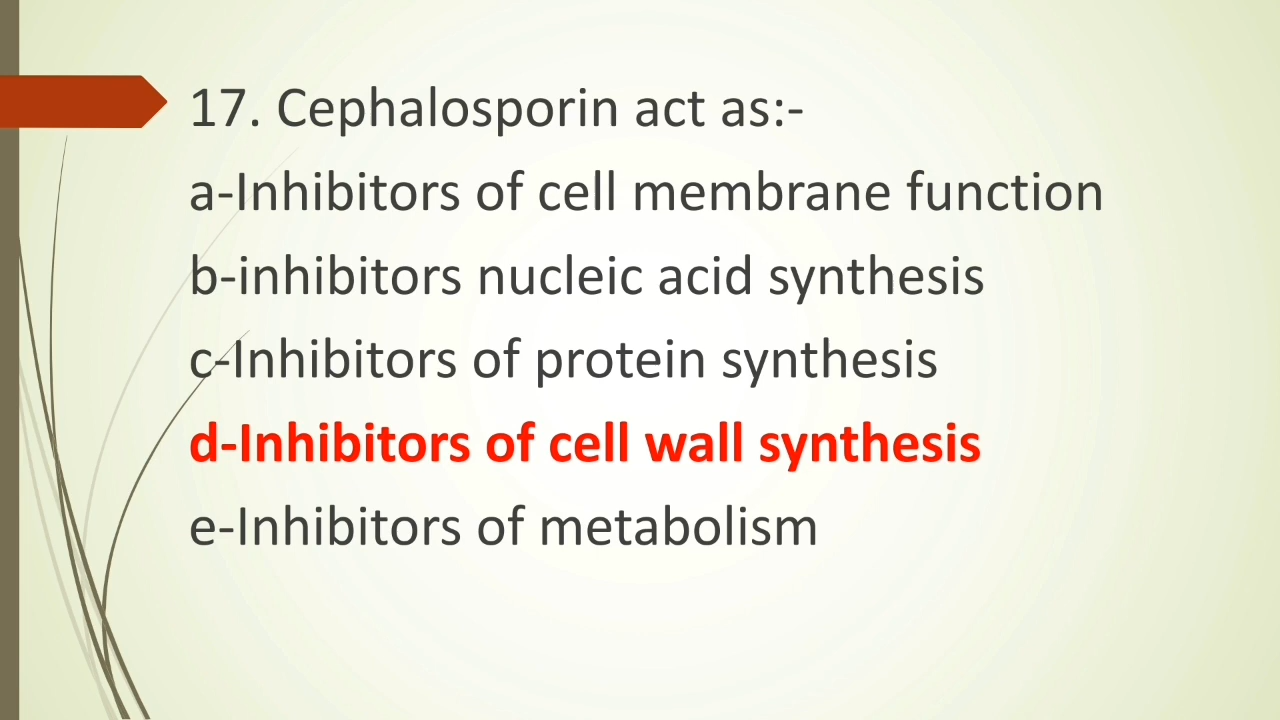 17. Cephalosporin act as:-
a-Inhibitors of cell membrane function
b-inhibitors nucleic acid synthesis
c-Inhibitors of protein synthesis
d-Inhibitors of cell wall synthesis
e-Inhibitors of metabolism